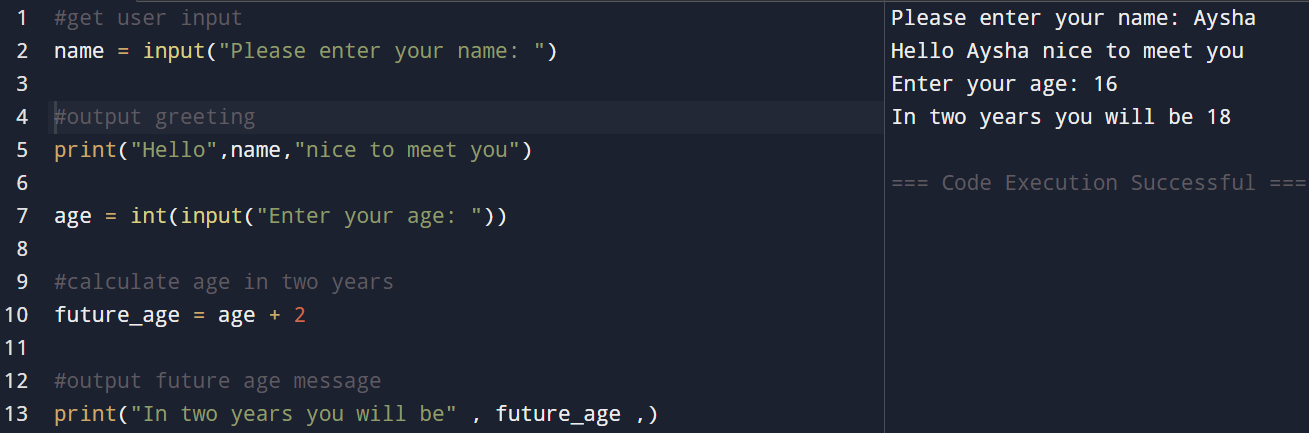 1 #get user input
2 name = input("Please enter your name: ")
3
4 #output greeting
5 print("Hello",name,"nice to meet you")
6
7 age = int(input("Enter your age: "))
8
9 #calculate age in two years
10 future_age = age + 2
11
12 #output future age message
13 print("In two years you will be" , future_age ,)
Please enter your name: Aysha
Hello Aysha nice to meet you
Enter your age: 16
In two years you will be 18
=== Code Execution Successful ===